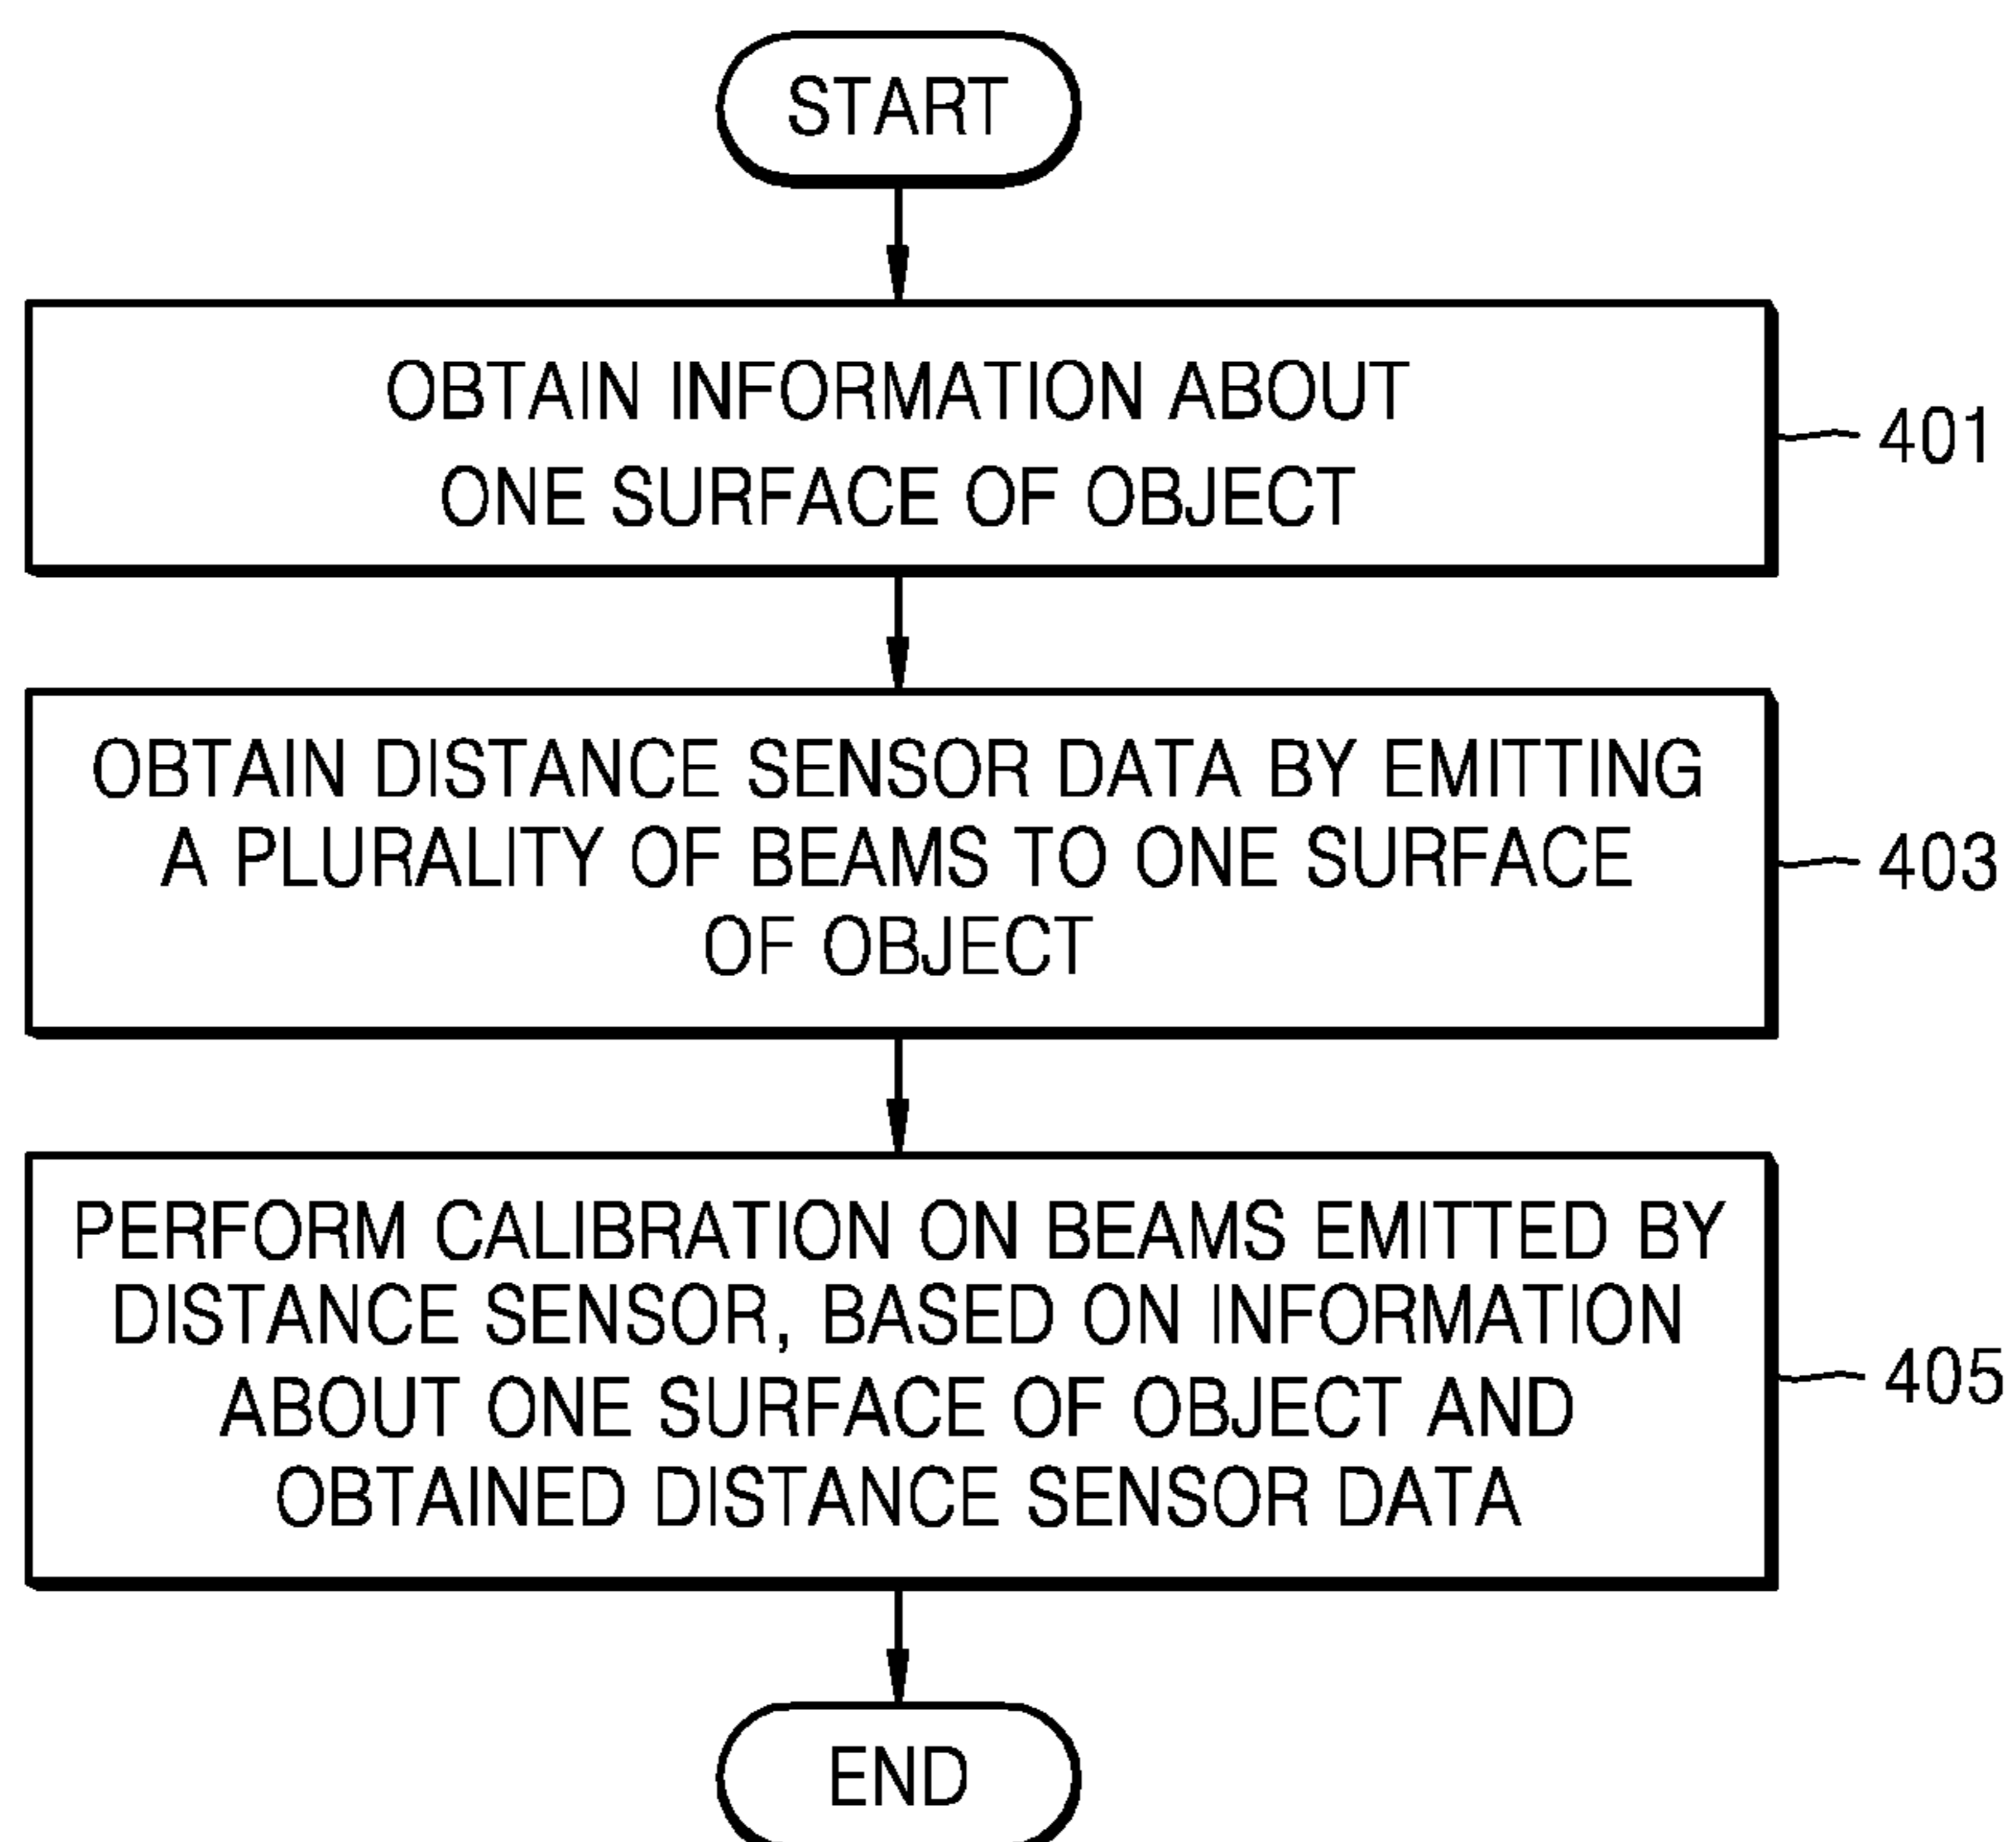 START
OBTAIN INFORMATION ABOUT
ONE SURFACE OF OBJECT
401
OBTAIN DISTANCE SENSOR DATA BY EMITTING
A PLURALITY OF BEAMS TO ONE SURFACE
OF OBJECT
403
PERFORM CALIBRATION ON BEAMS EMITTED BY
DISTANCE SENSOR, BASED ON INFORMATION
ABOUT ONE SURFACE OF OBJECT AND
OBTAINED DISTANCE SENSOR DATA
405
END